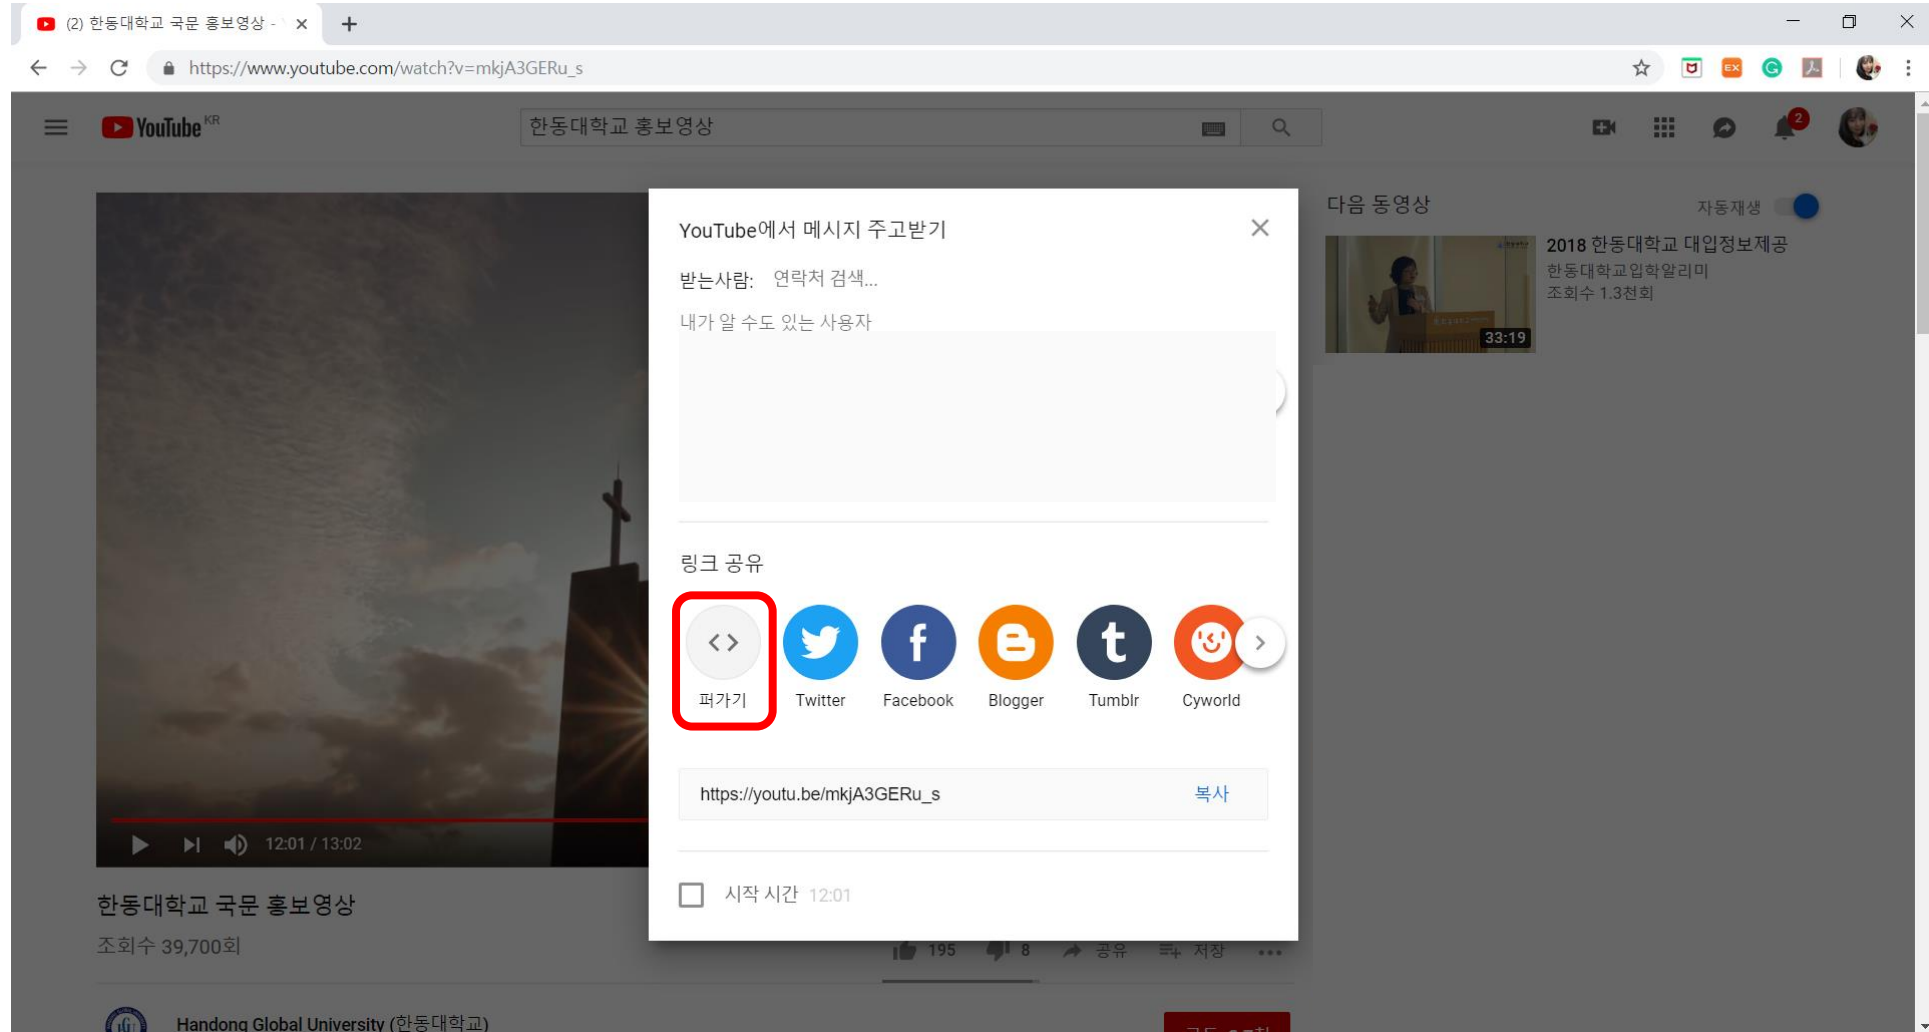 (2) 한동대학교 국문 홍보영상 -
https://www.youtube.com/watch?v=mkjA3GERu_s
YouTube KR
한동대학교 홍보영상
2
YouTube에서 메시지 주고받기
받는사람: 연락처 검색...
내가 알 수도 있는 사용자
링크 공유
퍼가기 Twitter Facebook Blogger Tumblr Cyworld
https://youtu.be/mkjA3GERu_s 복사
시작 시간 12:01
다음 동영상 자동재생
2018 한동대학교 대입정보제공
한동대학교입학알리미
조회수 1.3천회
33:19
12:01 / 13:02
한동대학교 국문 홍보영상
조회수 39,700회
195 8 공유 저장
Handong Global University (한동대학교)